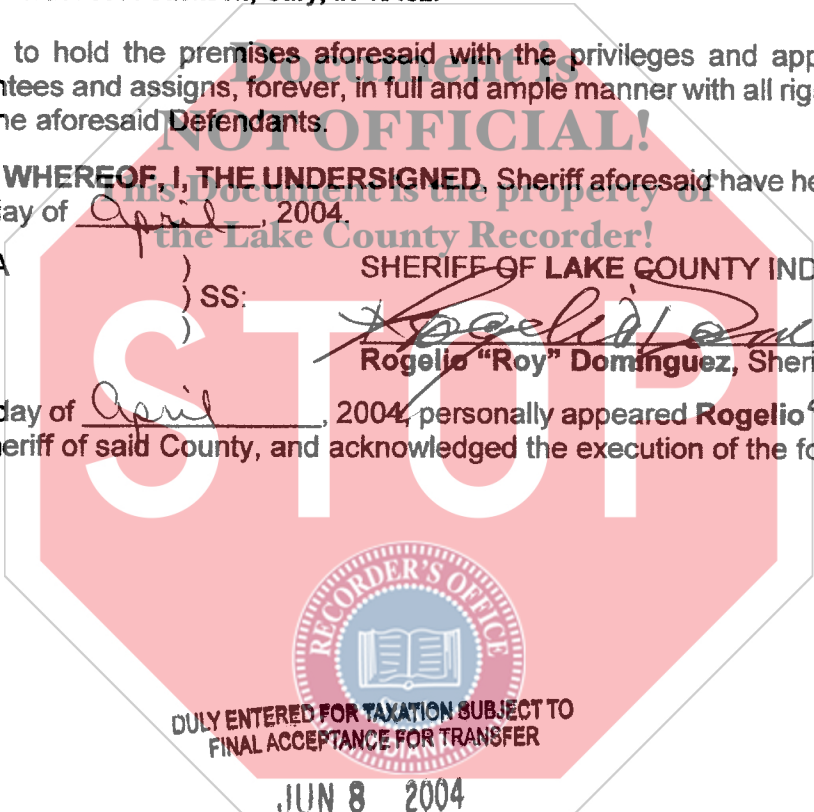 to hold the premises aforesaid with the privileges and app
ntees and assigns, forever, in full and ample manner with all rig
ne aforesaid Defendants.
WHEREOF, I, THE UNDERSIGNED, Sheriff aforesaid have he
ay of April, 2004.
A ) SHERIFF OF LAKE COUNTY IND
) SS:
)
Rogelio "Roy" Dominguez, Sheri
day of April, 2004, personally appeared Rogelio "
eriff of said County, and acknowledged the execution of the fo
Document is
NOT OFFICIAL!
This Document is the property of
the Lake County Recorder!
STOP
RECORDER'S OFFICE
INDIANA
DULY ENTERED FOR TAXATION SUBJECT TO
FINAL ACCEPTANCE FOR TRANSFER
JUN 8 2004